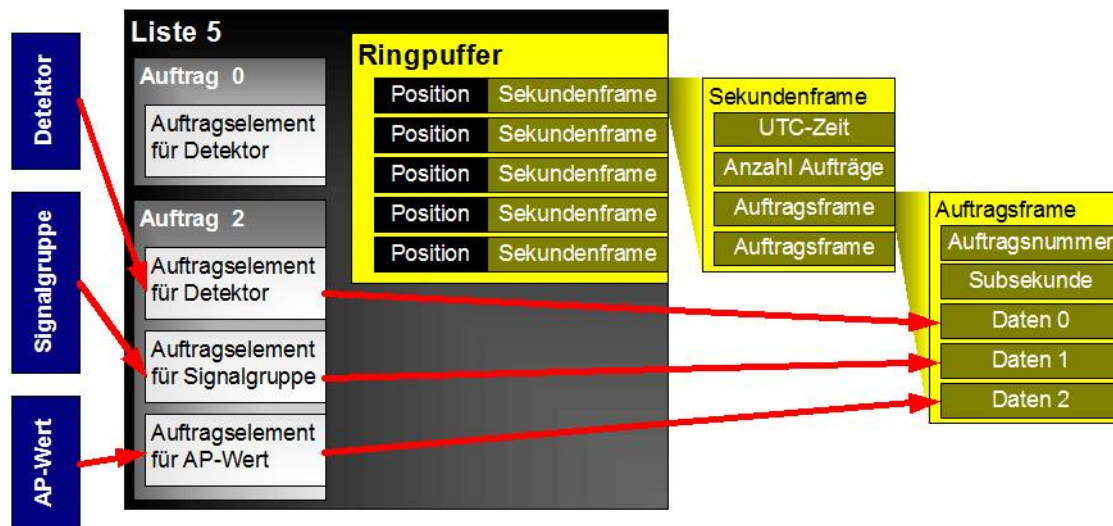 Detektor
Signalgruppe
AP-Wert
Liste 5
Auftrag 0
Auftragselement
für Detektor
Auftrag 2
Auftragselement
für Detektor
Auftragselement
für Signalgruppe
Auftragselement
für AP-Wert
Ringpuffer
Position Sekundenframe
Position Sekundenframe
Position Sekundenframe
Position Sekundenframe
Position Sekundenframe
Sekundenframe
UTC-Zeit
Anzahl Aufträge
Auftragsframe
Auftragsframe
Auftragsframe
Auftragsnummer
Subsekunde
Daten 0
Daten 1
Daten 2